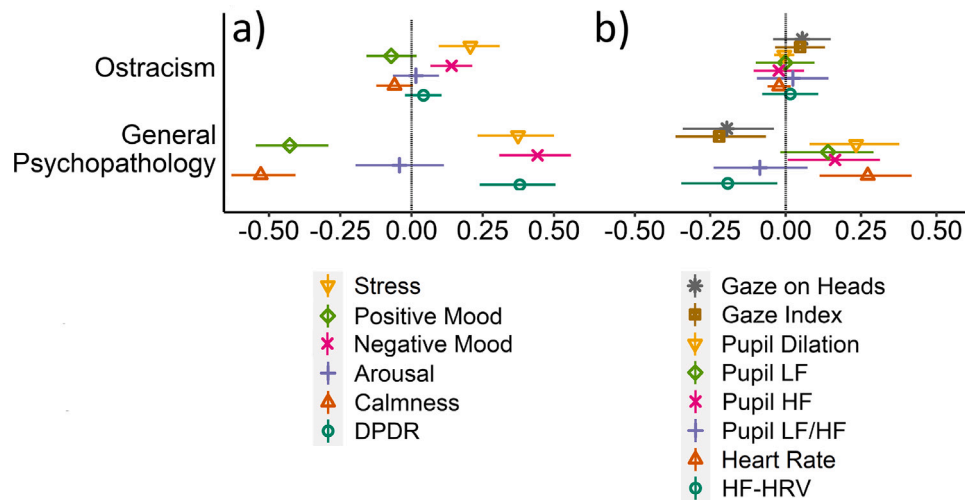 a)
b)
Ostracism
General
Psychopathology
-0.50 -0.25 0.00 0.25 0.50
-0.50 -0.25 0.00 0.25 0.50
Stress
Positive Mood
Negative Mood
Arousal
Calmness
DPDR
Gaze on Heads
Gaze Index
Pupil Dilation
Pupil LF
Pupil HF
Pupil LF/HF
Heart Rate
HF-HRV